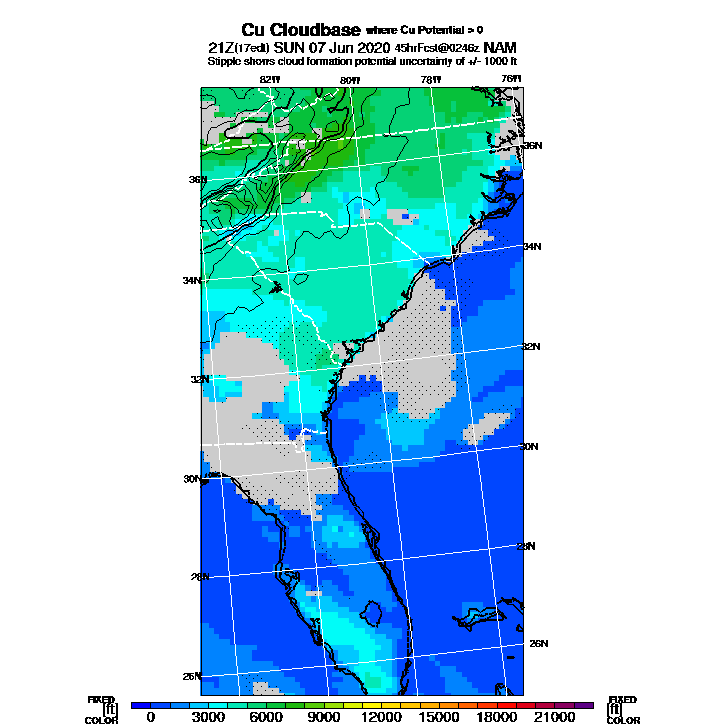 Cu Cloudbase where Cu Potential > 0
21Z(17edt) SUN 07 Jun 2020 45hrFcst@0246z NAM
Stipple shows cloud formation potential uncertainty of +/- 1000 ft
82W 80W 78W 76W
36N
36N
34N
34N
32N
32N
30N
30N
28N
28N
26N
26N
FIXED FIXED
[ft] [ft]
COLOR COLOR
0 3000 6000 9000 12000 15000 18000 21000